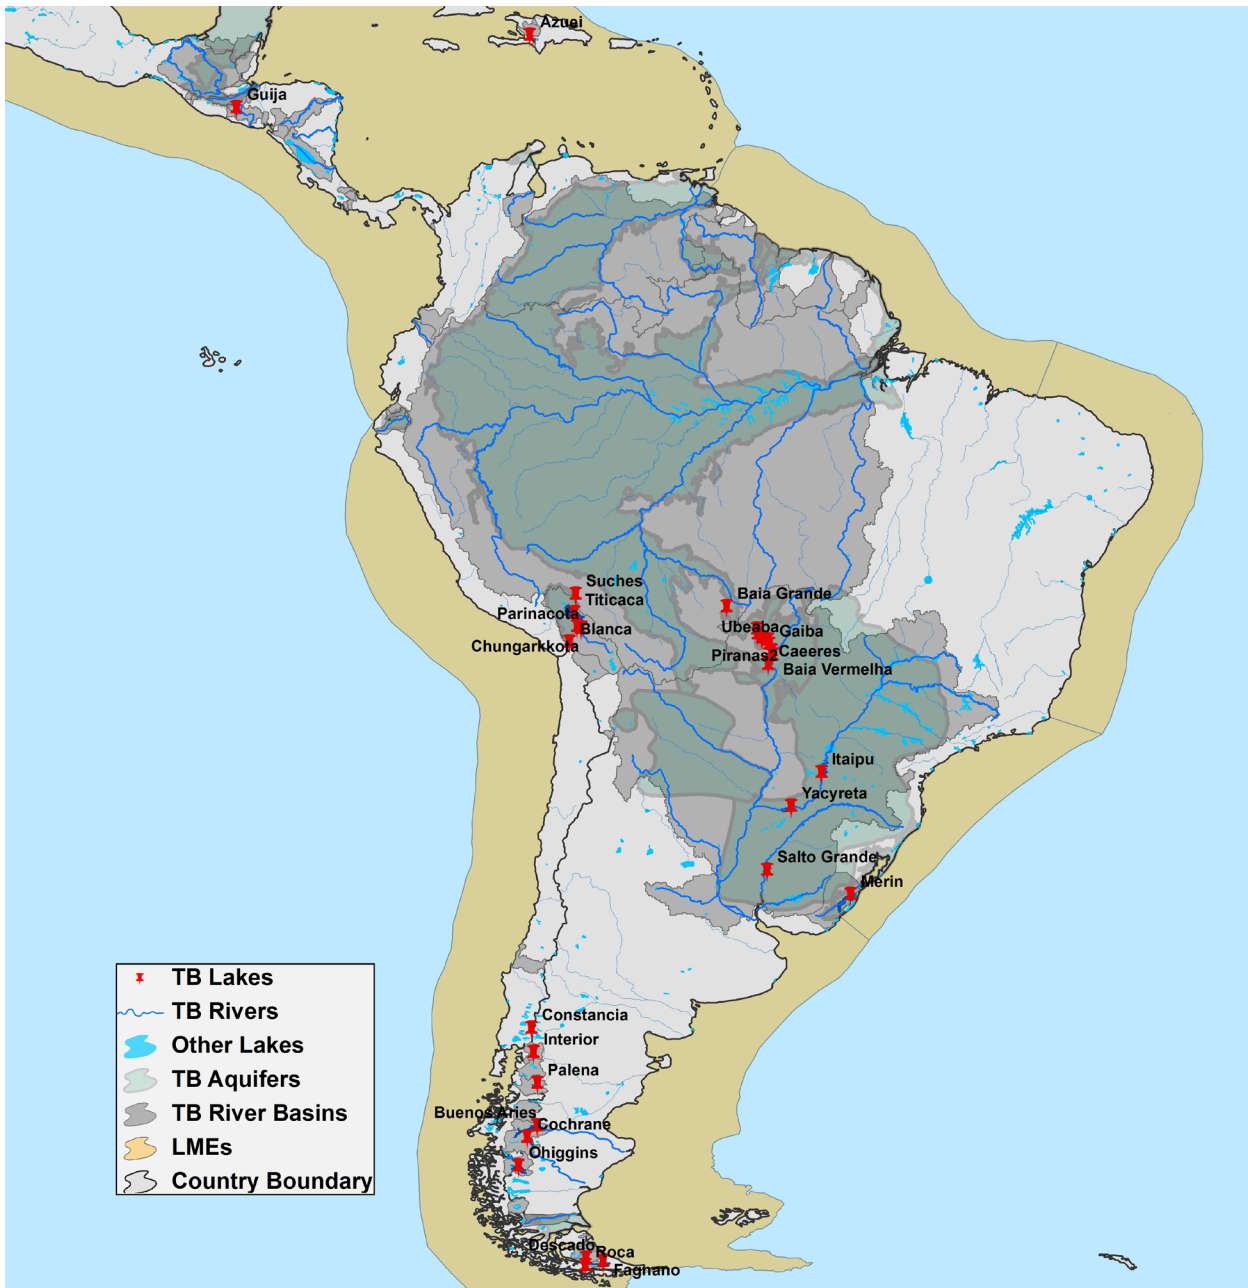 Azuei
Guija
Suches
Titicaca
Parinacota
Blanca
Chungarkkota
Baia Grande
Ubeaba
Gaiba
Caeeres
Piranas2
Baia Vermelha
Itaipu
Yacyreta
Salto Grande
Merin
TB Lakes
TB Rivers
Other Lakes
TB Aquifers
TB River Basins
LMEs
Country Boundary
Constancia
Interior
Palena
Buenos Aries
Cochrane
Ohiggins
Descado
Roca
Faghano